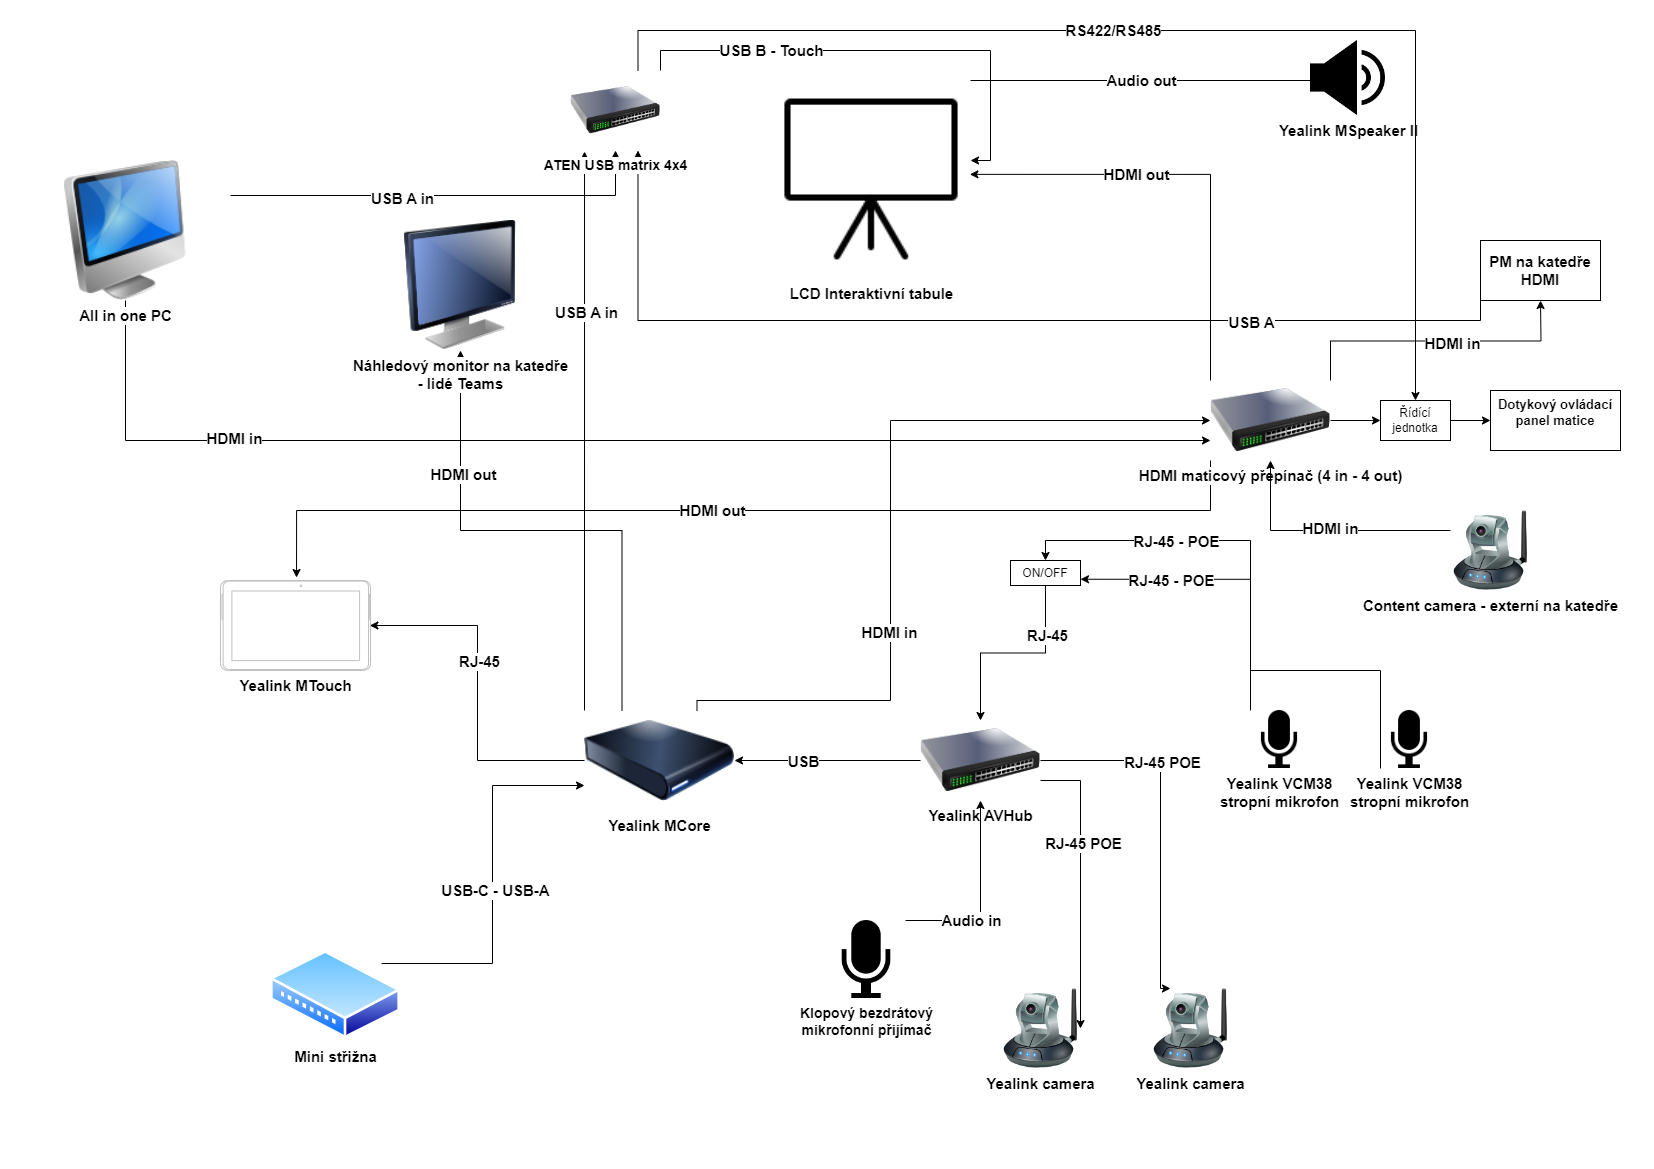 RS422/RS485
USB B - Touch
Audio out
Yealink MSpeaker II
ATEN USB matrix 4x4
HDMI out
USB A in
PM na katedře
HDMI
LCD Interaktivní tabule
All in one PC
USB A in
USB A
HDMI in
Náhledový monitor na katedře
- lidé Teams
Dotykový ovládací
panel matice
Řídící
jednotka
HDMI in
HDMI out
HDMI maticový přepínač (4 in - 4 out)
HDMI out
HDMI in
RJ-45 - POE
ON/OFF
RJ-45 - POE
Content camera - externí na katedře
HDMI in
RJ-45
RJ-45
Yealink MTouch
USB
RJ-45 POE
Yealink VCM38
stropní mikrofon
Yealink VCM38
stropní mikrofon
Yealink MCore
Yealink AVHub
RJ-45 POE
USB-C - USB-A
Audio in
Klopový bezdrátový
mikrofonní přijímač
Mini střižna
Yealink camera
Yealink camera